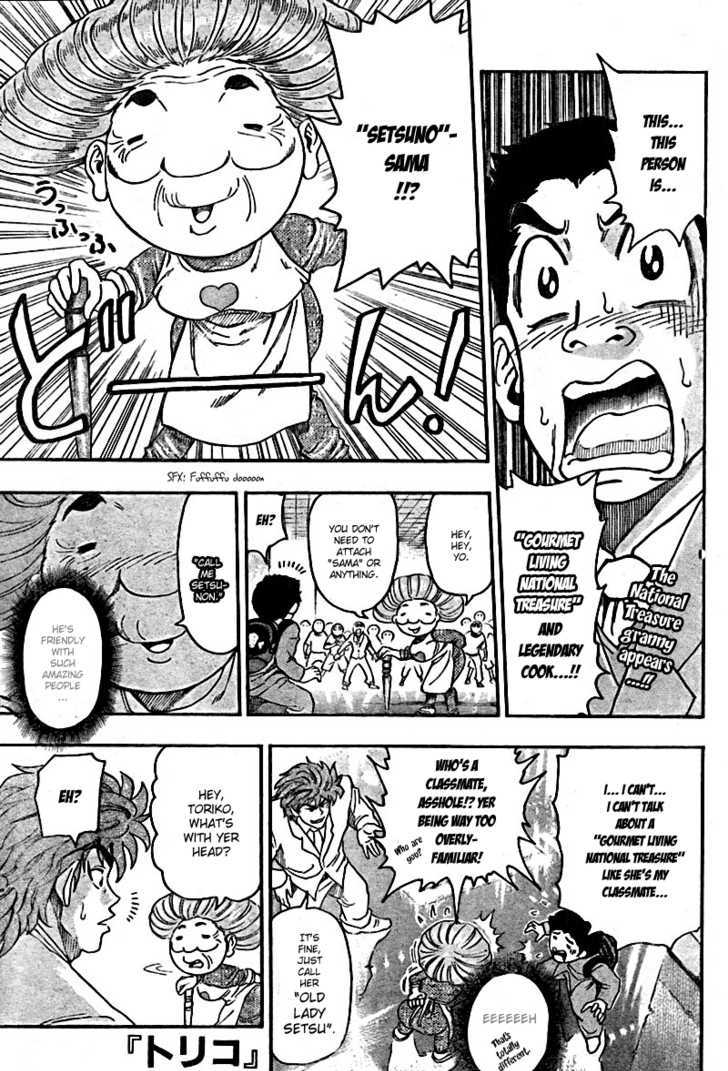 THIS...
THIS
PERSON
IS...
"SETSUNO"-
SAMA
!!?
うっふふ
ど──ん!
SFX: Fuffuffu dooooon
"GOURMET
LIVING
NATIONAL
TREASURE"
AND
LEGENDARY
COOK...!!
The
National
Treasure
granny
appears
...!!
HEY,
HEY,
YO.
YOU DON'T
NEED TO
ATTACH
"SAMA" OR
ANYTHING.
EH?
"CALL
ME
SETSU-
NON."
HE'S
FRIENDLY
WITH
SUCH
AMAZING
PEOPLE
...
I... I CAN'T...
I CAN'T TALK
ABOUT A
"GOURMET LIVING
NATIONAL TREASURE"
LIKE SHE'S MY
CLASSMATE...
WHO'S A
CLASSMATE,
ASSHOLE!? YER
BEING WAY TOO
OVERLY-
FAMILIAR!
Who are
you?
EEEEEEH
That's
totally
different
IT'S
FINE,
JUST
CALL
HER
"OLD
LADY
SETSU".
HEY,
TORIKO,
WHAT'S
WITH YER
HEAD?
EH?
『トリコ』